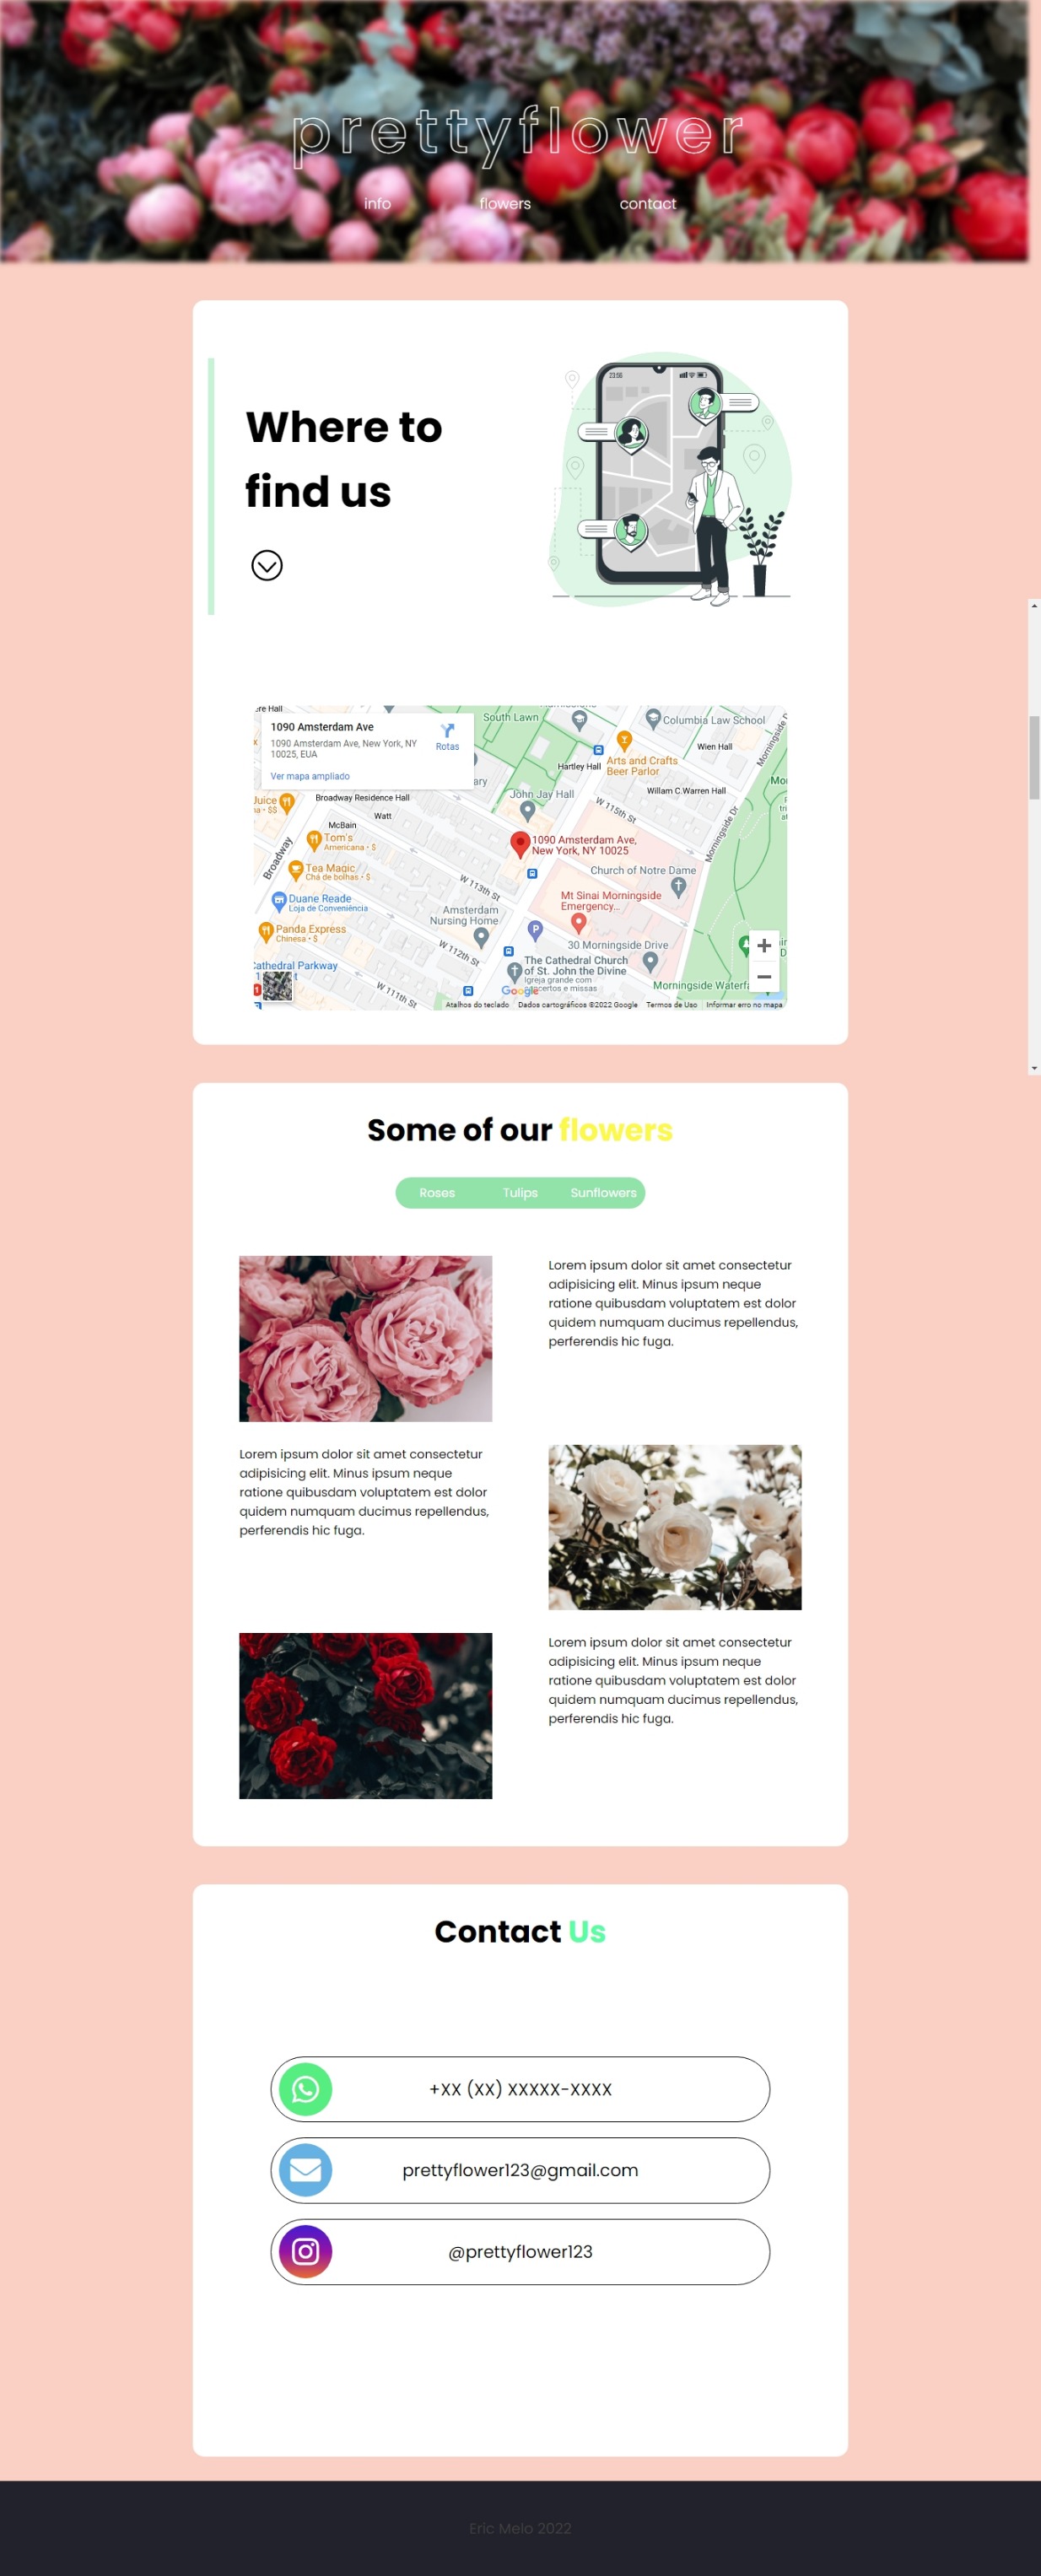 prettyflower
info flowers contact
Where to
find us
23:56
1090 Amsterdam Ave
1090 Amsterdam Ave, New York, NY
10025, EUA
Rotas
Ver mapa ampliado
ere Hall
South Lawn
Columbia Law School
Wien Hall
Arts and Crafts
Beer Parlor
Hartley Hall
John Jay Hall
Willam C.Warren Hall
Morningside Dr
Broadway Residence Hall
Watt
McBain
W 115th St
Tom's
Americana • $
1090 Amsterdam Ave,
New York, NY 10025
Broadway
Tea Magic
Chá de bolhas • $
Church of Notre Dame
W 113th St
Duane Reade
Loja de Conveniência
Mt Sinai Morningside
Emergency...
Amsterdam
Nursing Home
Panda Express
Chinesa • $
30 Morningside Drive
W 112th St
The Cathedral Church
of St. John the Divine
Igreja grande com
concertos e missas
Cathedral Parkway
W 111th St
Morningside Waterfa
Google
Atalhos do teclado Dados cartográficos ©2022 Google Termos de Uso Informar erro no mapa
Some of our flowers
Roses Tulips Sunflowers
Lorem ipsum dolor sit amet consectetur
adipisicing elit. Minus ipsum neque
ratione quibusdam voluptatem est dolor
quidem numquam ducimus repellendus,
perferendis hic fuga.
Lorem ipsum dolor sit amet consectetur
adipisicing elit. Minus ipsum neque
ratione quibusdam voluptatem est dolor
quidem numquam ducimus repellendus,
perferendis hic fuga.
Lorem ipsum dolor sit amet consectetur
adipisicing elit. Minus ipsum neque
ratione quibusdam voluptatem est dolor
quidem numquam ducimus repellendus,
perferendis hic fuga.
Contact Us
+XX (XX) XXXXX-XXXX
prettyflower123@gmail.com
@prettyflower123
Eric Melo 2022